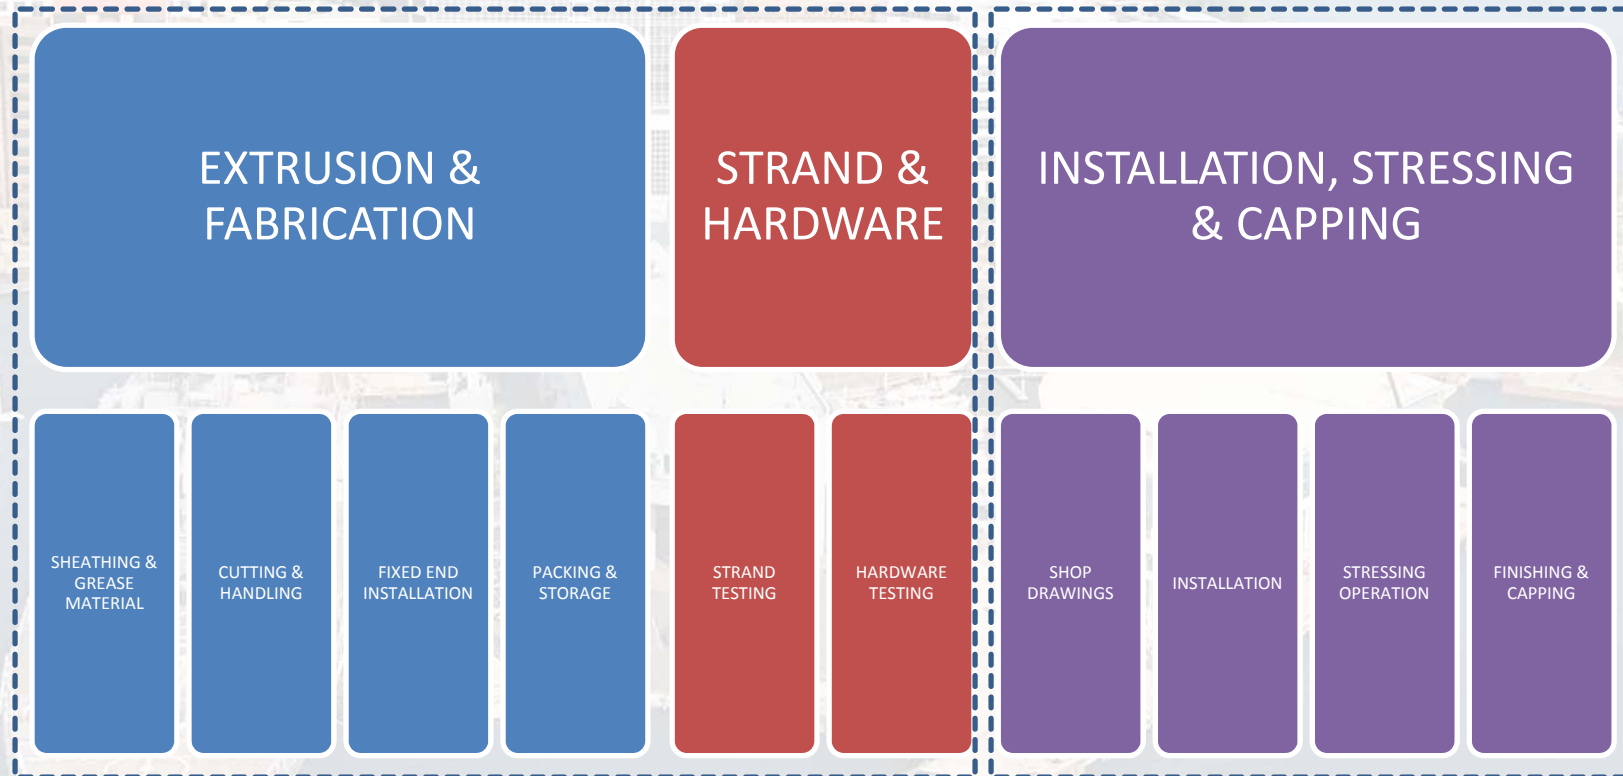 EXTRUSION &
FABRICATION
STRAND &
HARDWARE
INSTALLATION, STRESSING
& CAPPING
SHEATHING &
GREASE
MATERIAL
CUTTING &
HANDLING
FIXED END
INSTALLATION
PACKING &
STORAGE
STRAND
TESTING
HARDWARE
TESTING
SHOP
DRAWINGS
INSTALLATION
STRESSING
OPERATION
FINISHING &
CAPPING